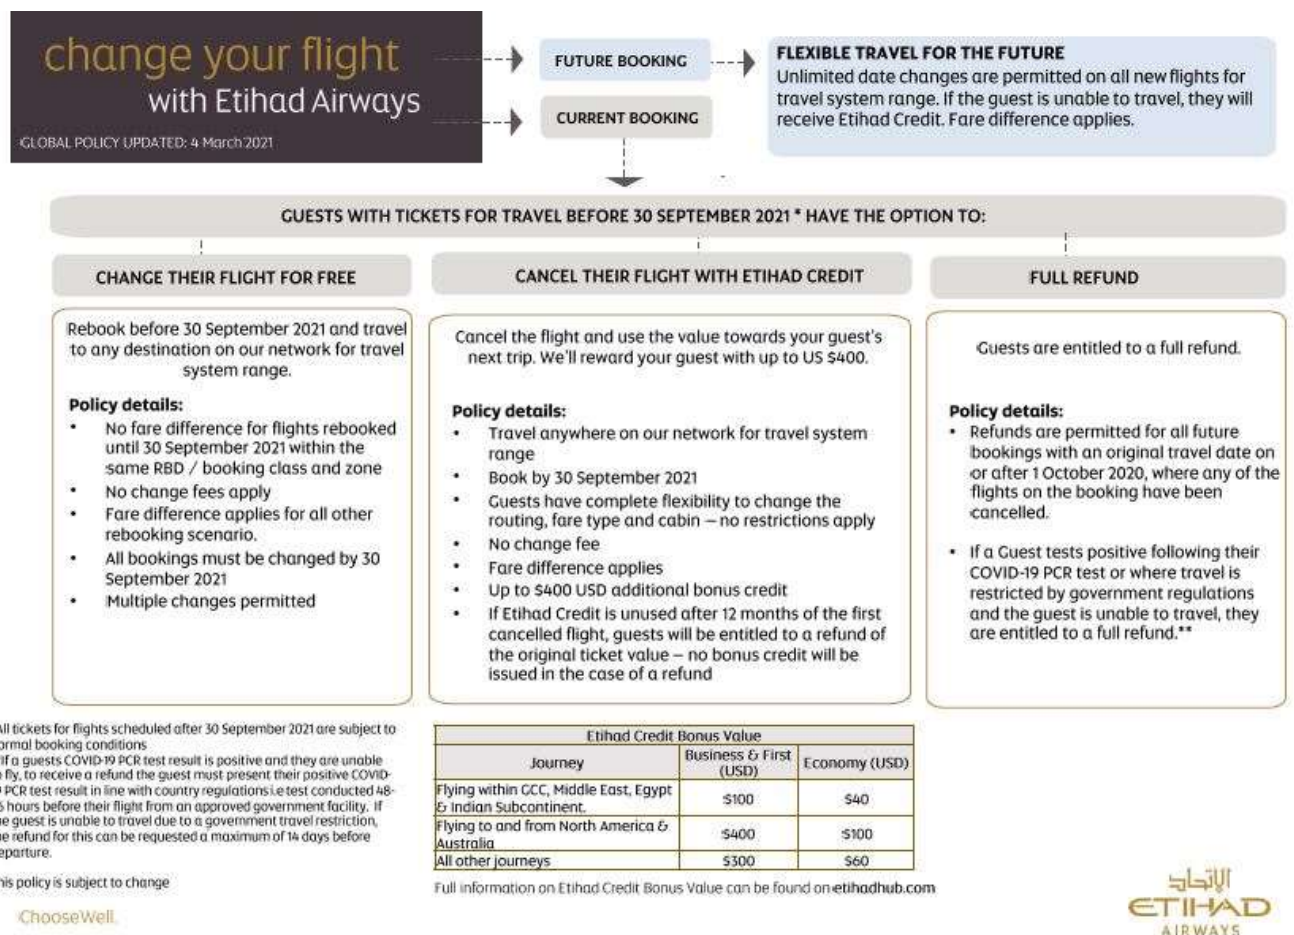 change your flight
with Etihad Airways
GLOBAL POLICY UPDATED: 4 March 2021
FUTURE BOOKING
CURRENT BOOKING
FLEXIBLE TRAVEL FOR THE FUTURE
Unlimited date changes are permitted on all new flights for
travel system range. If the guest is unable to travel, they will
receive Etihad Credit. Fare difference applies.
GUESTS WITH TICKETS FOR TRAVEL BEFORE 30 SEPTEMBER 2021 * HAVE THE OPTION TO:
CHANGE THEIR FLIGHT FOR FREE
Rebook before 30 September 2021 and travel
to any destination on our network for travel
system range.
Policy details:
• No fare difference for flights rebooked
until 30 September 2021 within the
same RBD / booking class and zone
• No change fees apply
• Fare difference applies for all other
rebooking scenario.
• All bookings must be changed by 30
September 2021
• Multiple changes permitted
CANCEL THEIR FLIGHT WITH ETIHAD CREDIT
Cancel the flight and use the value towards your guest's
next trip. We'll reward your guest with up to US $400.
Policy details:
• Travel anywhere on our network for travel system
range
• Book by 30 September 2021
• Guests have complete flexibility to change the
routing, fare type and cabin – no restrictions apply
• No change fee
• Fare difference applies
• Up to $400 USD additional bonus credit
• If Etihad Credit is unused after 12 months of the first
cancelled flight, guests will be entitled to a refund of
the original ticket value – no bonus credit will be
issued in the case of a refund
FULL REFUND
Guests are entitled to a full refund.
Policy details:
• Refunds are permitted for all future
bookings with an original travel date on
or after 1 October 2020, where any of the
flights on the booking have been
cancelled.
• If a Guest tests positive following their
COVID-19 PCR test or where travel is
restricted by government regulations
and the guest is unable to travel, they
are entitled to a full refund.**
All tickets for flights scheduled after 30 September 2021 are subject to
ormal booking conditions
If a guests COVID-19 PCR test result is positive and they are unable
fly, to receive a refund the guest must present their positive COVID-
PCR test result in line with country regulations i.e test conducted 48-
hours before their flight from an approved government facility. If
e guest is unable to travel due to a government travel restriction,
e refund for this can be requested a maximum of 14 days before
eparture.
his policy is subject to change
Etihad Credit Bonus Value
Journey Business & First (USD) Economy (USD)
Flying within GCC, Middle East, Egypt
& Indian Subcontinent. $100 $40
Flying to and from North America &
Australia $400 $100
All other journeys $300 $60
Full information on Etihad Credit Bonus Value can be found on etihadhub.com
ChooseWell.
الإتحاد
ETIHAD
AIRWAYS